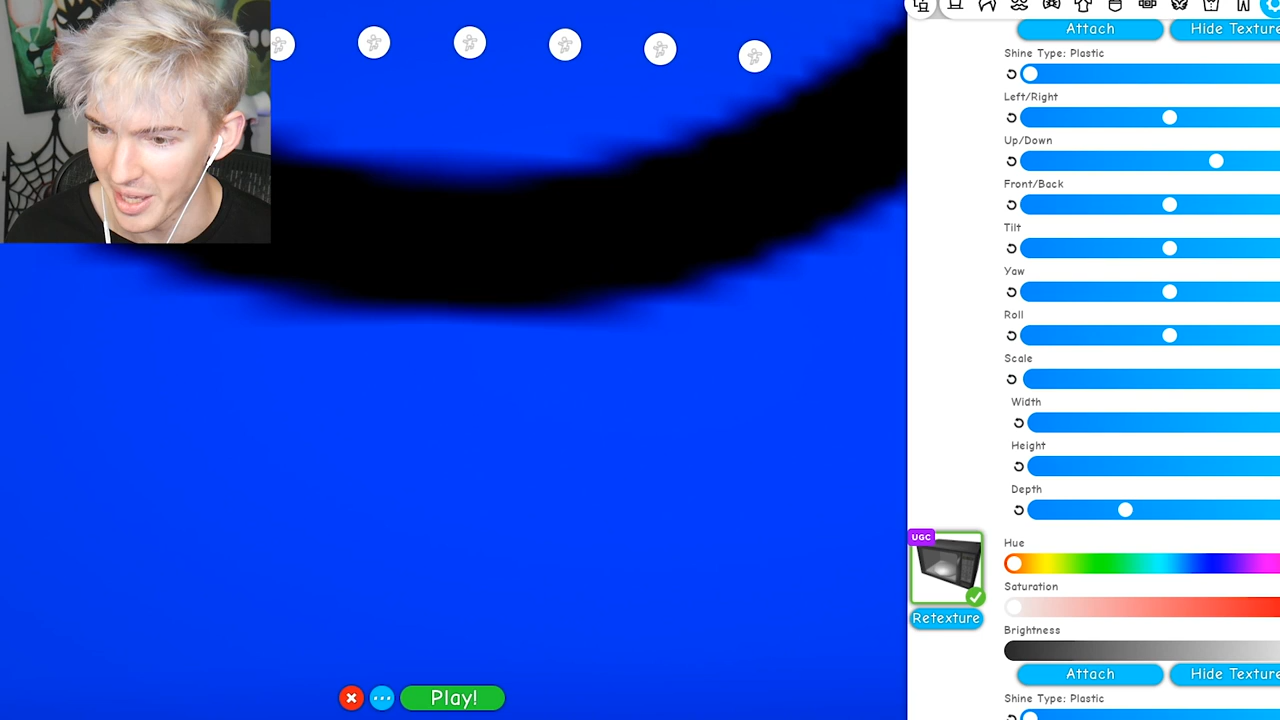 Attach
Hide Texture
Shine Type: Plastic
Left/Right
Up/Down
Front/Back
Tilt
Yaw
Roll
Scale
Width
Height
Depth
UGC
Hue
Retexture
Saturation
Brightness
Attach
Hide Texture
Play!
Shine Type: Plastic